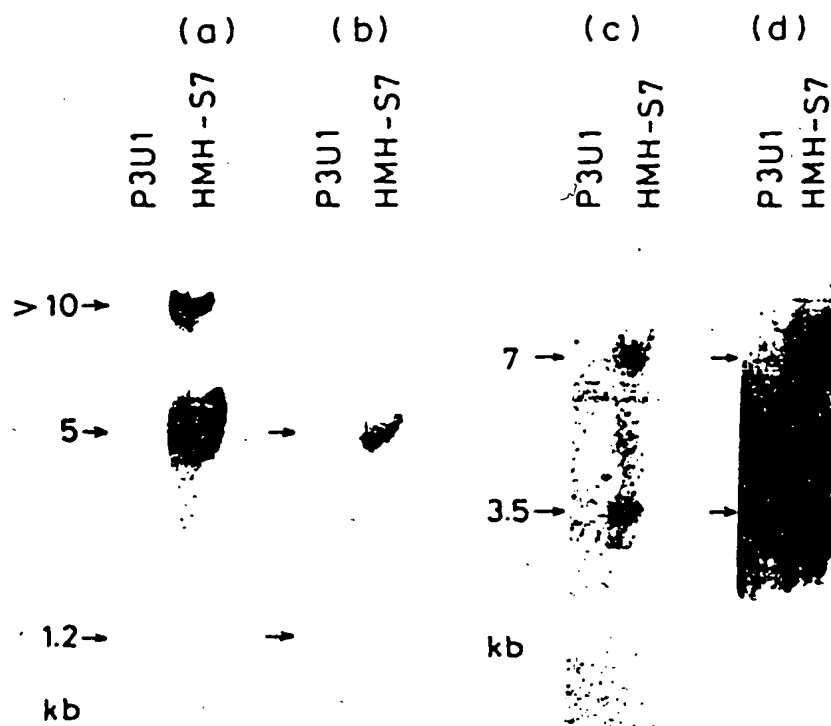 (a) (b) (c) (d)
P3U1 HMH-S7 P3U1 HMH-S7 P3U1 HMH-S7 P3U1 HMH-S7
> 10→
7 →
5 → →
3.5→ →
1.2→ →
kb
kb